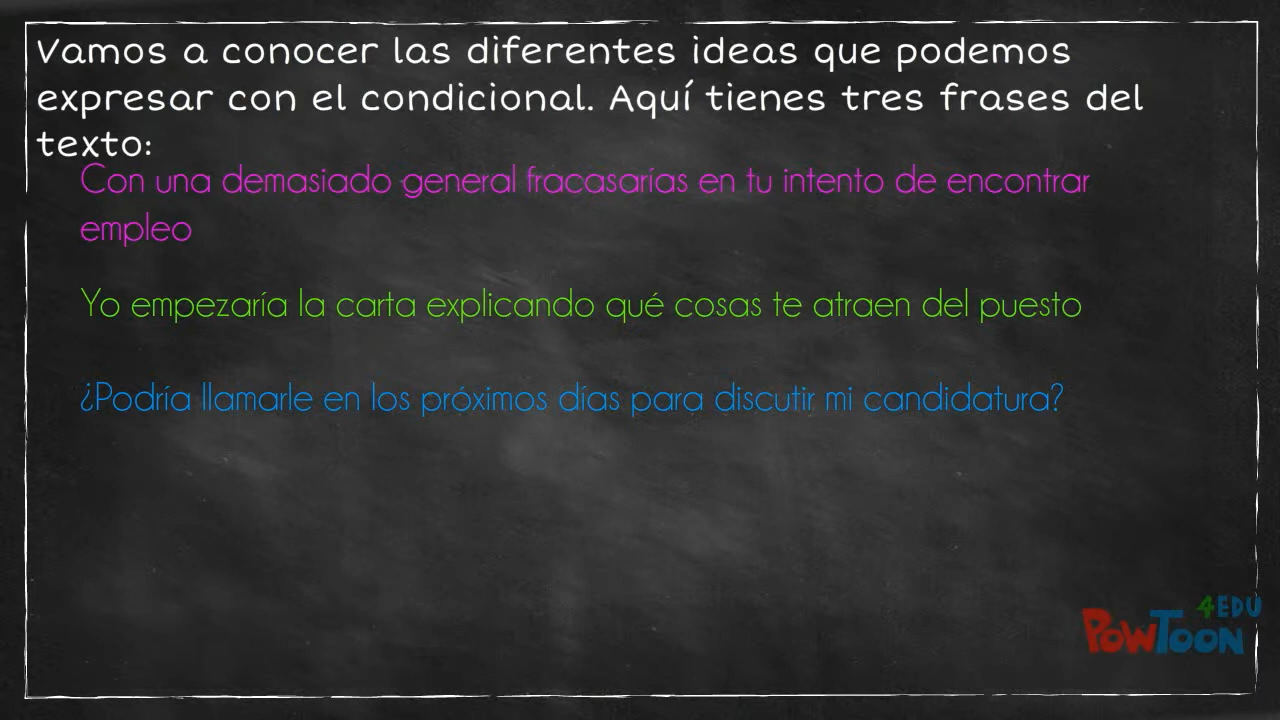 Vamos a conocer las diferentes ideas que podemos
expresar con el condicional. Aquí tienes tres frases del
texto:
Con una demasiado general fracasarías en tu intento de encontrar
empleo
Yo empezaría la carta explicando qué cosas te atraen del puesto
¿Podría llamarle en los próximos días para discutir mi candidatura?
4EDU
PowToon